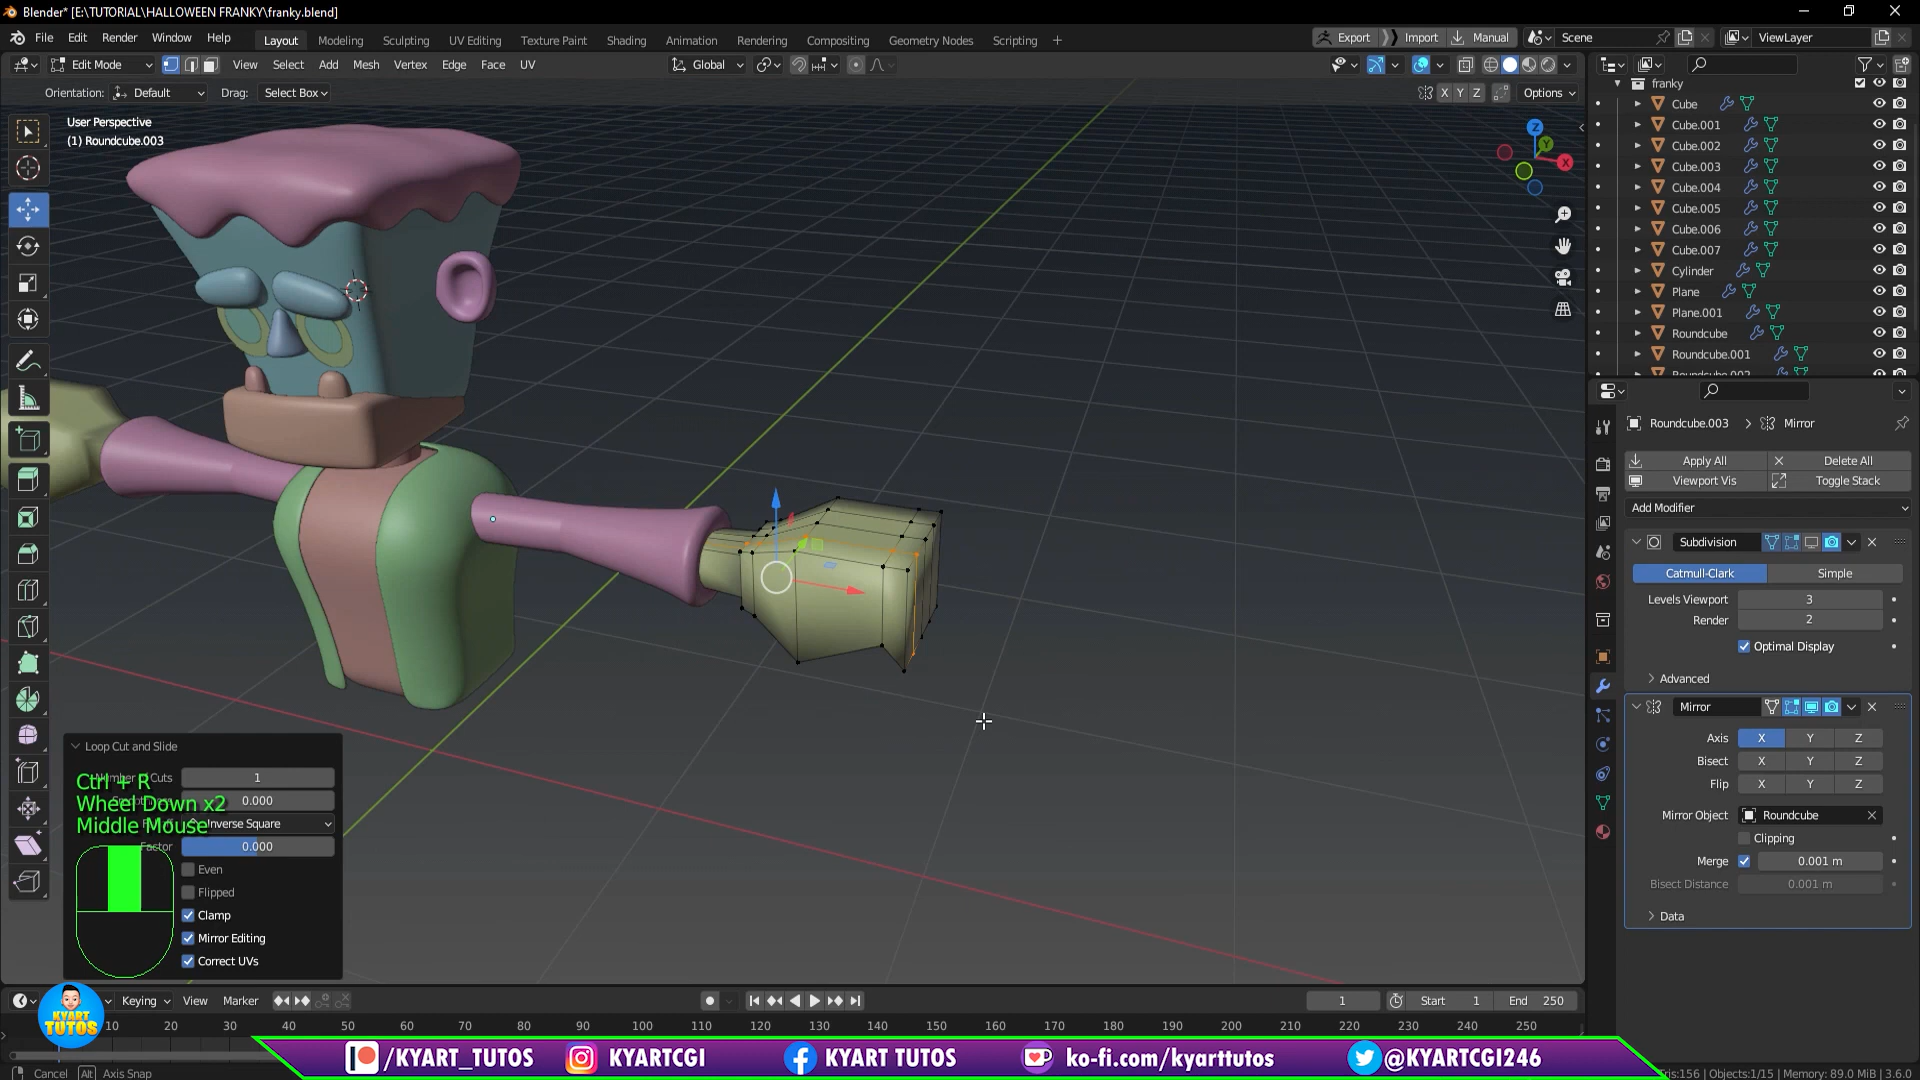 Blender* [E:\TUTORIAL\HALLOWEEN FRANKY\franky.blend]
File Edit Render Window Help
Layout Modeling Sculpting UV Editing Texture Paint Shading Animation Rendering Compositing Geometry Nodes Scripting +
Export Import Manual Scene ViewLayer
Edit Mode View Select Add Mesh Vertex Edge Face UV Global
Orientation: Default Drag: Select Box X Y Z Options
User Perspective
(1) Roundcube.003
Z
Y
X
franky
Cube
Cube.001
Cube.002
Cube.003
Cube.004
Cube.005
Cube.006
Cube.007
Cylinder
Plane
Plane.001
Roundcube
Roundcube.001
Roundcube.002
Roundcube.003 > Mirror
Apply All Delete All
Viewport Vis Toggle Stack
Add Modifier
Subdivision
Catmull-Clark Simple
Levels Viewport 3
Render 2
Optimal Display
Advanced
Mirror
Axis X Y Z
Bisect X Y Z
Flip X Y Z
Mirror Object Roundcube
Clipping
Merge 0.001 m
Bisect Distance 0.001 m
Data
Loop Cut and Slide
Cuts 1
0.000
Inverse Square
Factor 0.000
Even
Flipped
Clamp
Mirror Editing
Correct UVs
Ctrl + R
Wheel Down x2
Middle Mouse
Keying View Marker 1 Start 1 End 250
10 20 30 40 50 60 70 80 90 100 110 120 130 140 150 160 170 180 190 200 210 220 230 240 250
KYART
TUTOS
/KYART_TUTOS KYARTCGI KYART TUTOS ko-fi.com/kyarttutos @KYARTCGI246
Cancel Alt Axis Snap
ris:156 | Objects:1/15 | Memory: 89.0 MiB | 3.6.0